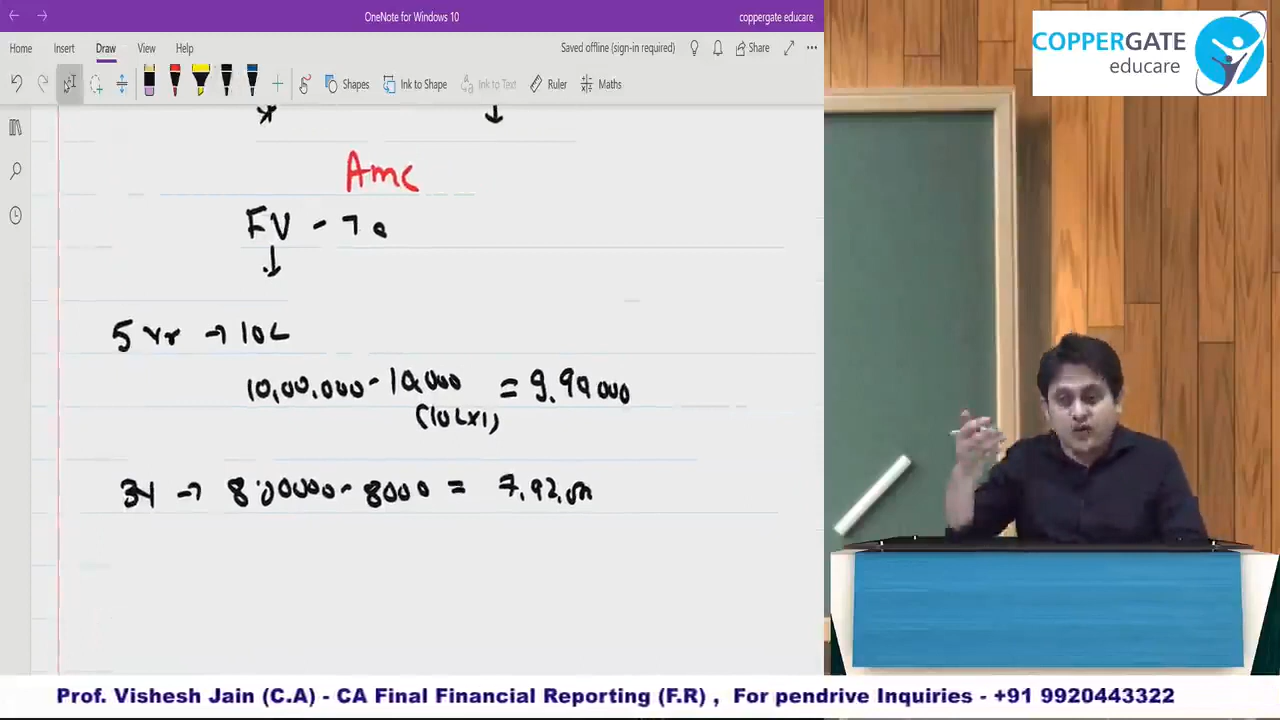 OneNote for Windows 10
coppergate educare
Home Insert Draw View Help
Saved offline (sign-in required)
Share
Shapes
Ink to Shape
Ink to Text
Ruler
Maths
COPPERGATE
educare
Amc
FV - 7a
5 yr → 10L
10,00,000 - 10,000 = 9,90,000
(10L×1)
3Y → 8,00000 - 8000 = 7,92,000
Prof. Vishesh Jain (C.A) - CA Final Financial Reporting (F.R) , For pendrive Inquiries - +91 9920443322